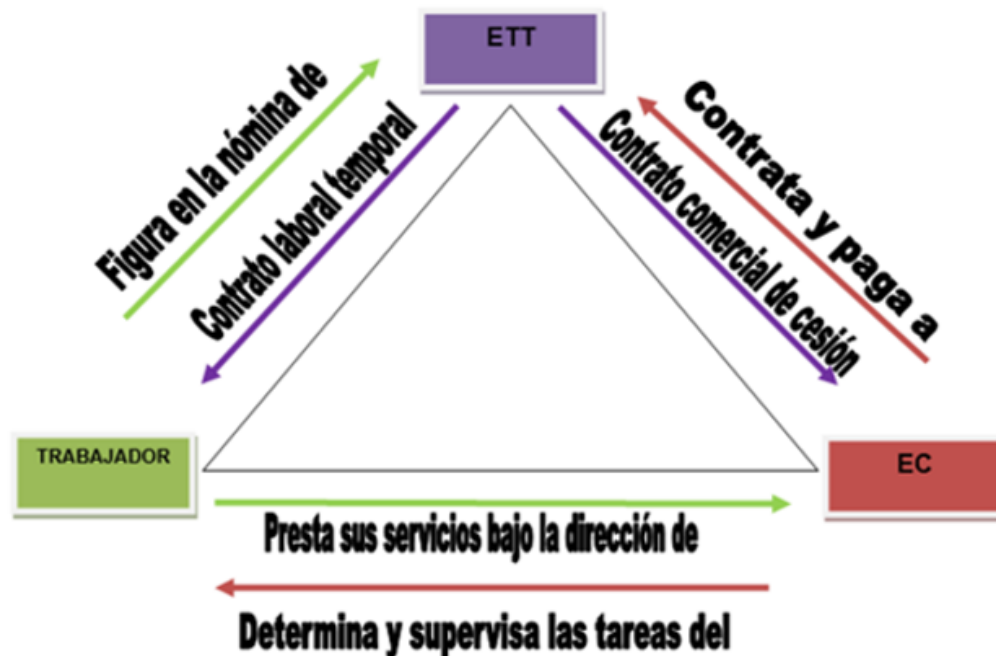 ETT
Figura en la nómina de
Contrato laboral temporal
Contrato comercial de cesión
Contrata y paga a
TRABAJADOR
EC
Presta sus servicios bajo la dirección de
Determina y supervisa las tareas del